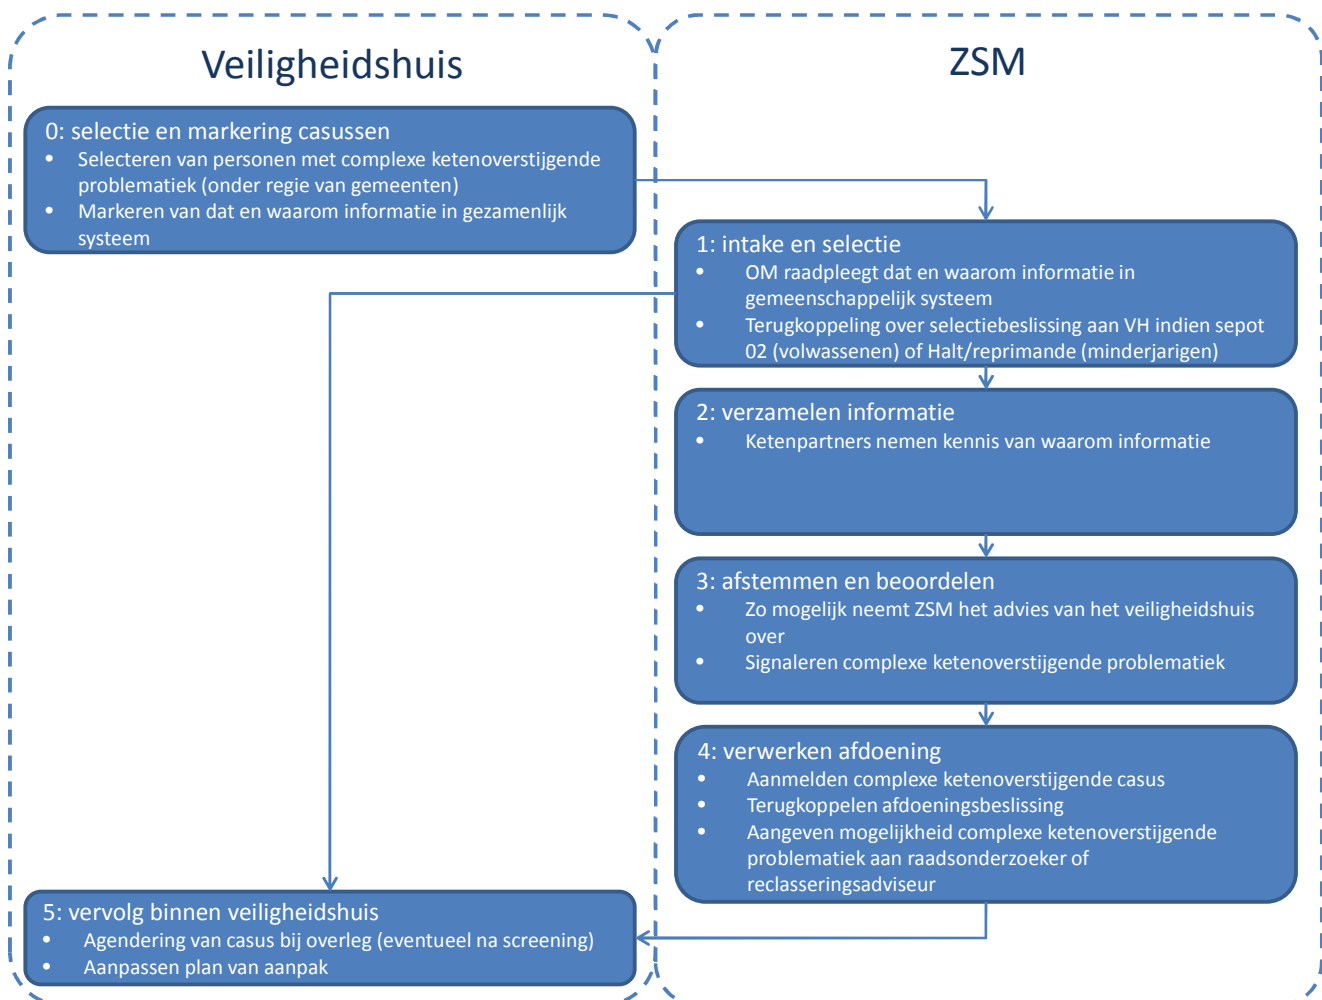 Veiligheidshuis
ZSM
0: selectie en markering casussen
• Selecteren van personen met complexe ketenoverstijgende
problematiek (onder regie van gemeenten)
• Markeren van dat en waarom informatie in gezamenlijk
systeem
1: intake en selectie
• OM raadpleegt dat en waarom informatie in
gemeenschappelijk systeem
• Terugkoppeling over selectiebeslissing aan VH indien sepot
02 (volwassenen) of Halt/reprimande (minderjarigen)
2: verzamelen informatie
• Ketenpartners nemen kennis van waarom informatie
3: afstemmen en beoordelen
• Zo mogelijk neemt ZSM het advies van het veiligheidshuis
over
• Signaleren complexe ketenoverstijgende problematiek
4: verwerken afdoening
• Aanmelden complexe ketenoverstijgende casus
• Terugkoppelen afdoeningsbeslissing
• Aangeven mogelijkheid complexe ketenoverstijgende
problematiek aan raadsonderzoeker of
reclasseringsadviseur
5: vervolg binnen veiligheidshuis
• Agendering van casus bij overleg (eventueel na screening)
• Aanpassen plan van aanpak